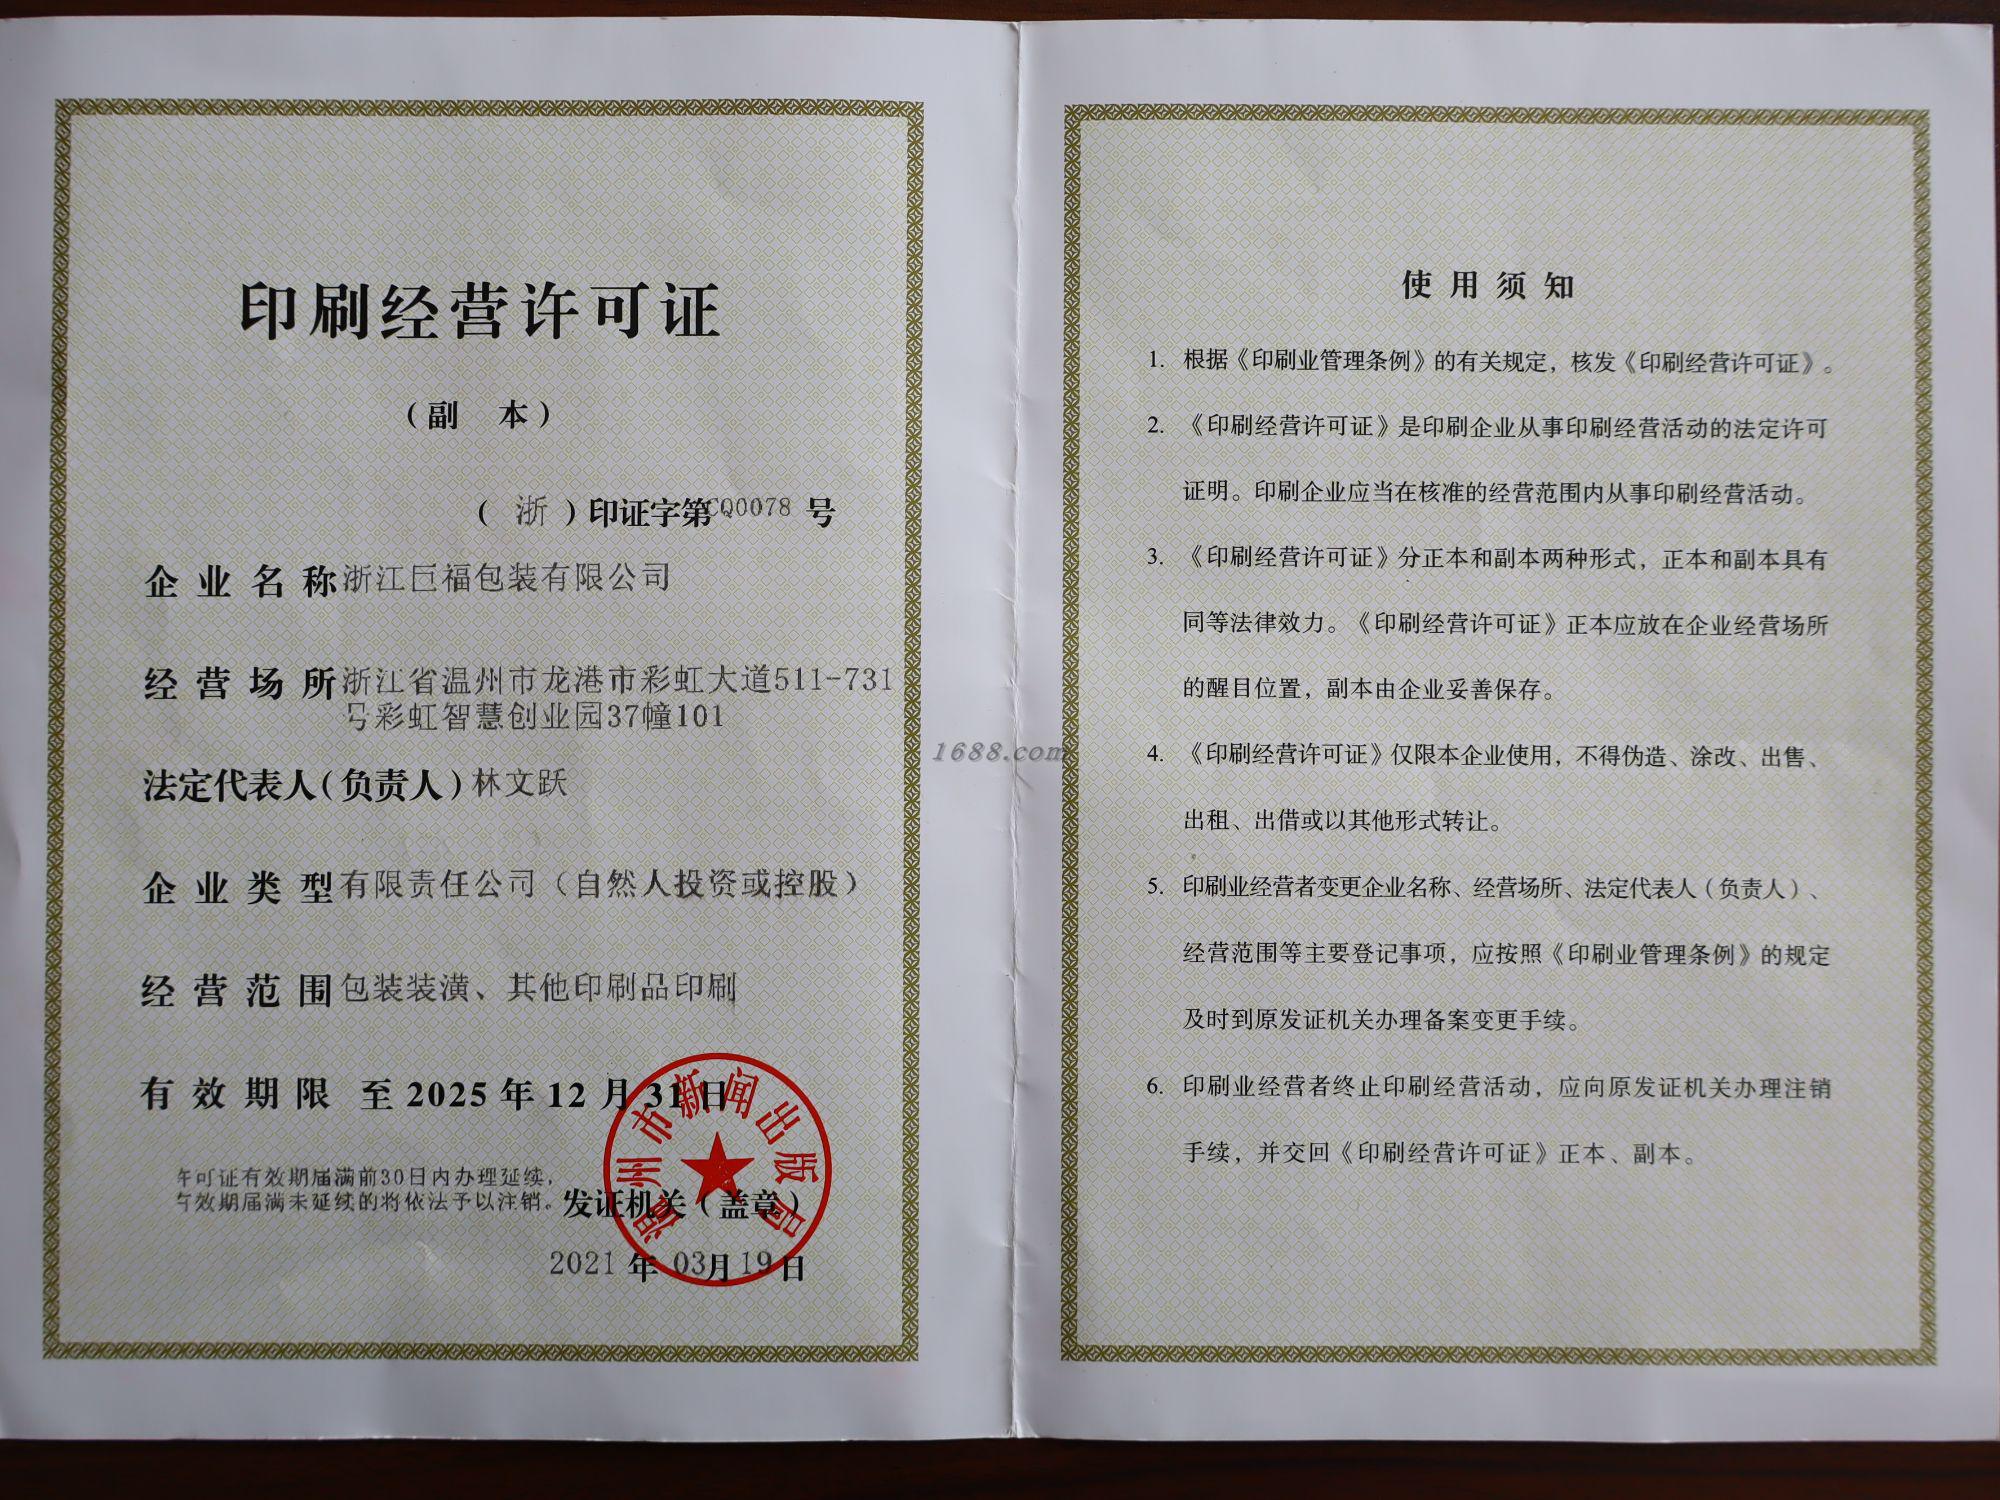 印刷经营许可证
（副 本）
（浙）印证字第CQ0078号
企业名称 浙江巨福包装有限公司
经营场所 浙江省温州市龙港市彩虹大道511-731
号彩虹智慧创业园37幢101
法定代表人（负责人）林文跃
企业类型 有限责任公司（自然人投资或控股）
经营范围 包装装潢、其他印刷品印刷
有效期限 至2025年12月31日
许可证有效期届满前30日内办理延续，
有效期届满未延续的将依法予以注销。
发证机关（盖章）
温州市新闻出版局
2021年03月19日
1688.com
使用须知
1. 根据《印刷业管理条例》的有关规定，核发《印刷经营许可证》。
2. 《印刷经营许可证》是印刷企业从事印刷经营活动的法定许可
证明。印刷企业应当在核准的经营范围内从事印刷经营活动。
3. 《印刷经营许可证》分正本和副本两种形式，正本和副本具有
同等法律效力。《印刷经营许可证》正本应放在企业经营场所
的醒目位置，副本由企业妥善保存。
4. 《印刷经营许可证》仅限本企业使用，不得伪造、涂改、出售、
出租、出借或以其他形式转让。
5. 印刷业经营者变更企业名称、经营场所、法定代表人（负责人）、
经营范围等主要登记事项，应按照《印刷业管理条例》的规定
及时到原发证机关办理备案变更手续。
6. 印刷业经营者终止印刷经营活动，应向原发证机关办理注销
手续，并交回《印刷经营许可证》正本、副本。